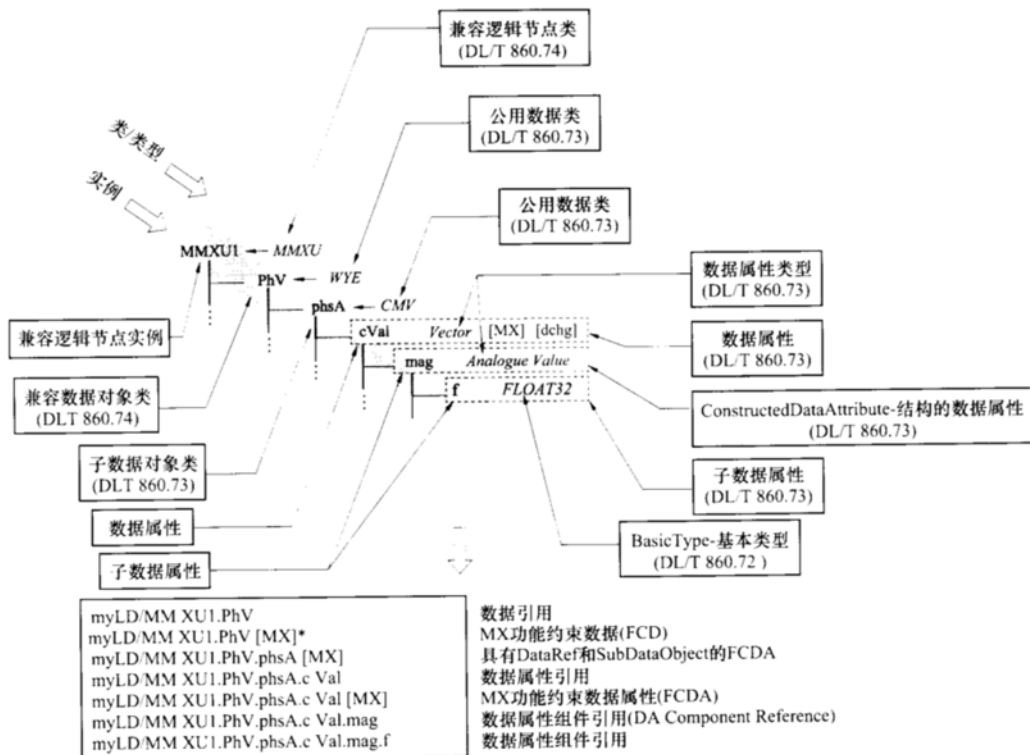 兼容逻辑节点类
(DL/T 860.74)
公用数据类
(DL/T 860.73)
类/类型
实例
公用数据类
(DL/T 860.73)
MMXU1
MMXU
PhV
WYE
数据属性类型
(DL/T 860.73)
phsA
CMV
cVal
Vector
[MX]
[dchg]
数据属性
(DL/T 860.73)
兼容逻辑节点实例
mag
Analogue Value
f
FLOAT32
兼容数据对象类
(DLT 860.74)
ConstructedDataAttribute-结构的数据属性
(DL/T 860.73)
子数据对象类
(DLT 860.73)
子数据属性
(DL/T 860.73)
数据属性
BasicType-基本类型
(DL/T 860.72 )
子数据属性
myLD/MM XU1.PhV
数据引用
myLD/MM XU1.PhV [MX]*
MX功能约束数据(FCD)
myLD/MM XU1.PhV.phsA [MX]
具有DataRef和SubDataObject的FCDA
myLD/MM XU1.PhV.phsA.c Val
数据属性引用
myLD/MM XU1.PhV.phsA.c Val [MX]
MX功能约束数据属性(FCDA)
myLD/MM XU1.PhV.phsA.c Val.mag
数据属性组件引用(DA Component Reference)
myLD/MM XU1.PhV.phsA.c Val.mag.f
数据属性组件引用